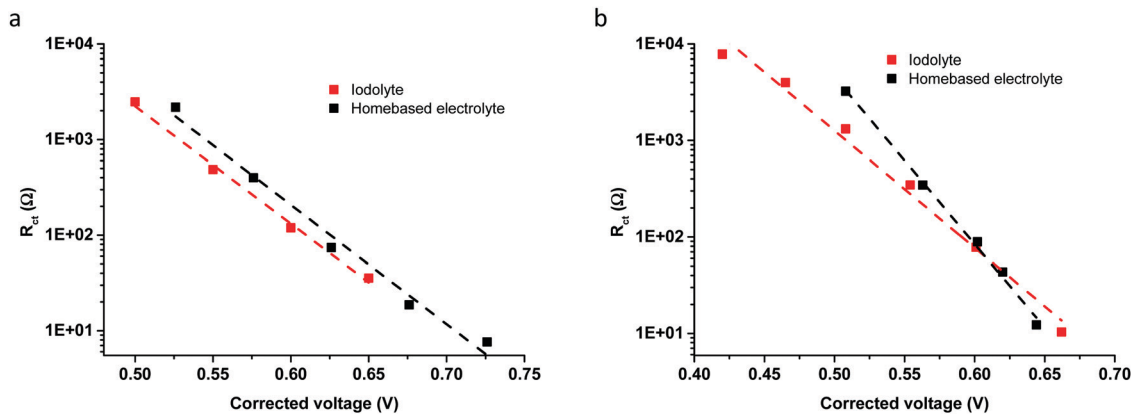 a
1E+04
1E+03
1E+02
1E+01
R_ct (Ω)
Iodolyte
Homebased electrolyte
0.50 0.55 0.60 0.65 0.70 0.75
Corrected voltage (V)
b
1E+04
1E+03
1E+02
1E+01
R_ct (Ω)
Iodolyte
Homebased electrolyte
0.40 0.45 0.50 0.55 0.60 0.65 0.70
Corrected voltage (V)